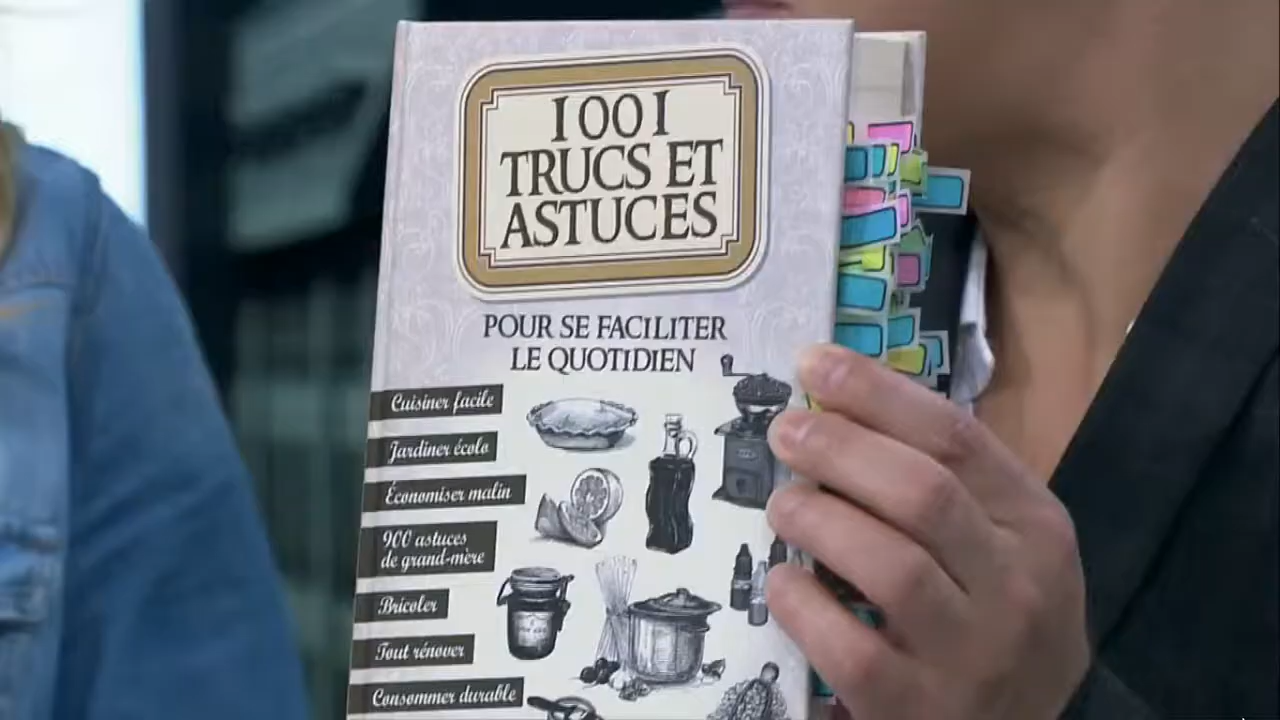 1001
TRUCS ET
ASTUCES
POUR SE FACILITER
LE QUOTIDIEN
Cuisiner facile
Jardiner écolo
Économiser malin
900 astuces
de grand-mère
Bricoler
Tout rénover
Consommer durable